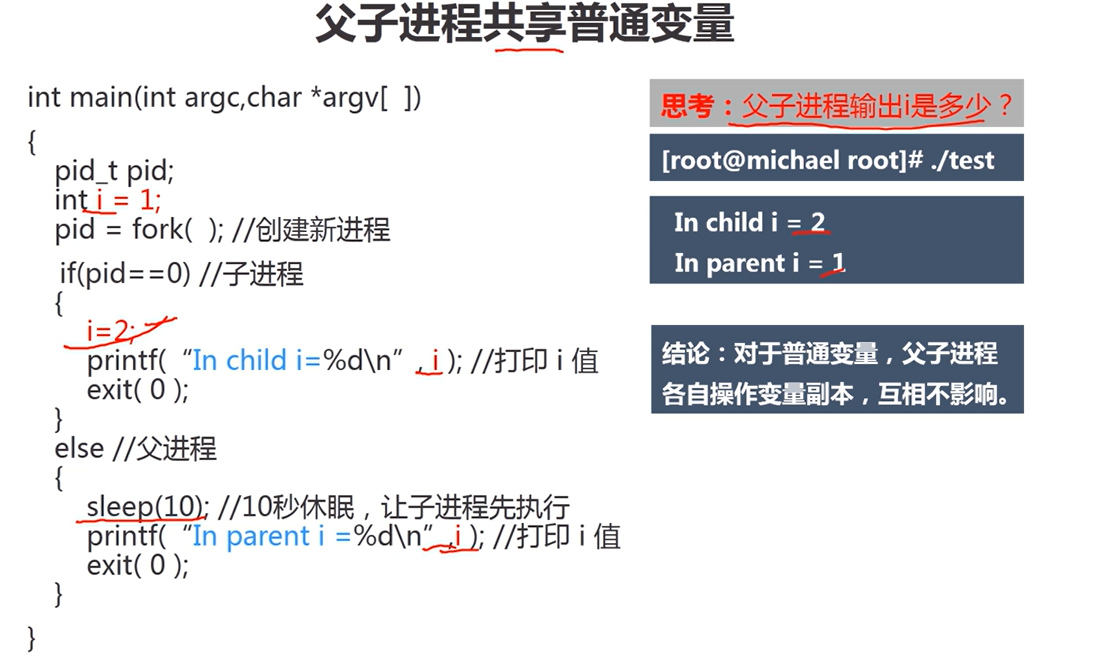 父子进程共享普通变量
int main(int argc,char *argv[ ])
{
pid_t pid;
int i = 1;
pid = fork( ); //创建新进程
if(pid==0) //子进程
{
i=2;
printf( “In child i=%d\n” , i ); //打印 i 值
exit( 0 );
}
else //父进程
{
sleep(10); //10秒休眠，让子进程先执行
printf( “In parent i =%d\n” ,i ); //打印 i 值
exit( 0 );
}
}
思考：父子进程输出i是多少？
[root@michael root]# ./test
In child i = 2
In parent i = 1
结论：对于普通变量，父子进程
各自操作变量副本，互相不影响。